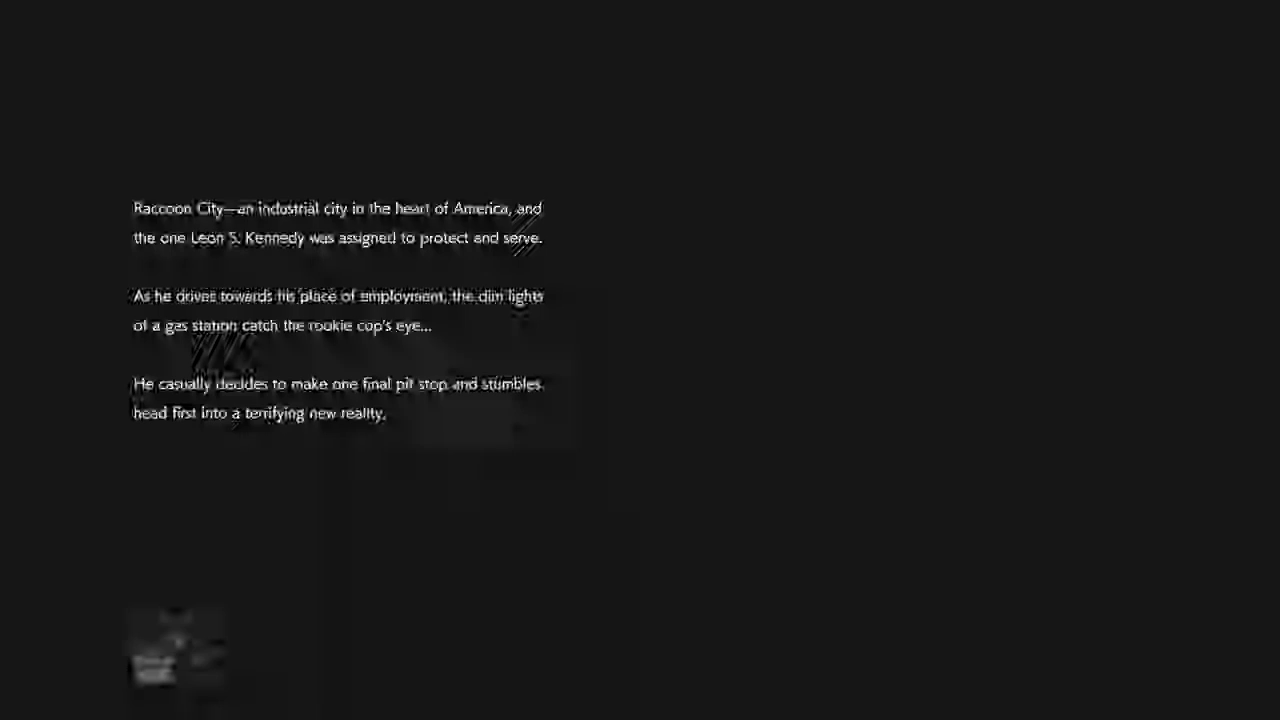 Raccoon City—an industrial city in the heart of America, and
the one Leon S. Kennedy was assigned to protect and serve.
As he drives towards his place of employment, the dim lights
of a gas station catch the rookie cop's eye...
He casually decides to make one final pit stop and stumbles
head first into a terrifying new reality.